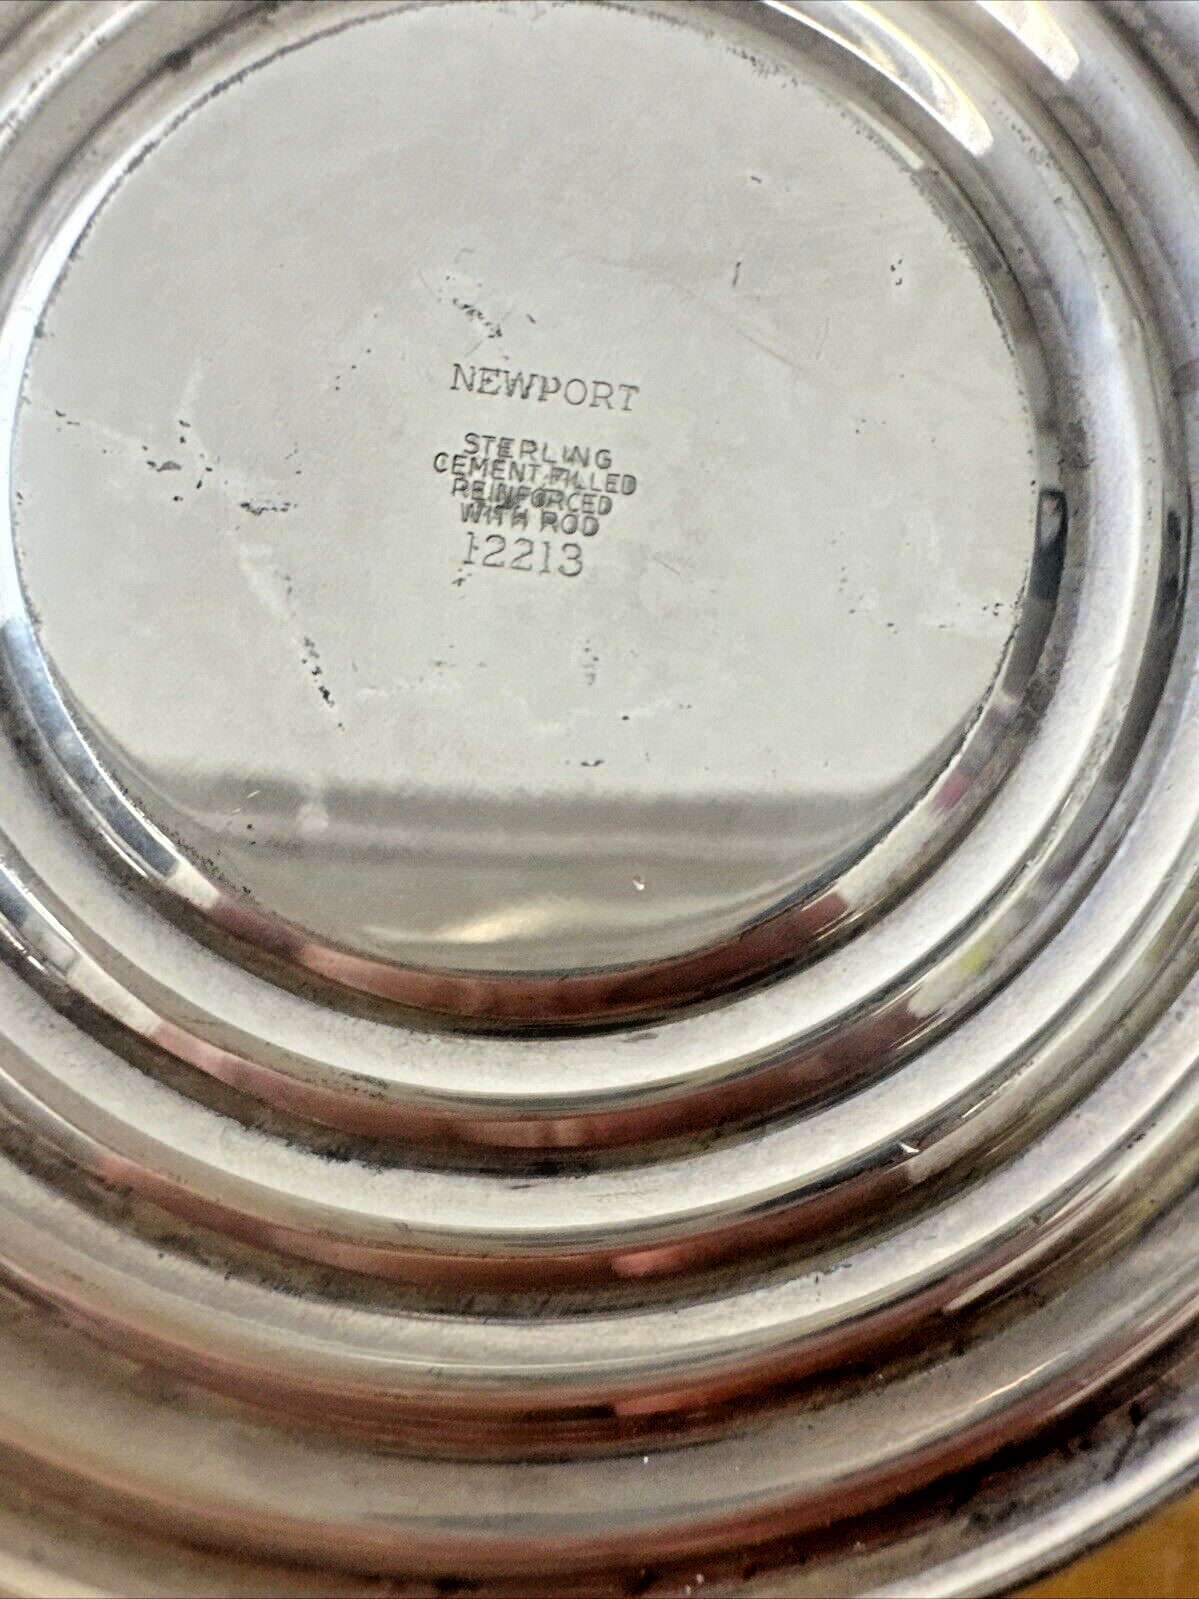 NEWPORT
STERLING
CEMENT FILLED
REINFORCED
WITH ROD
12213